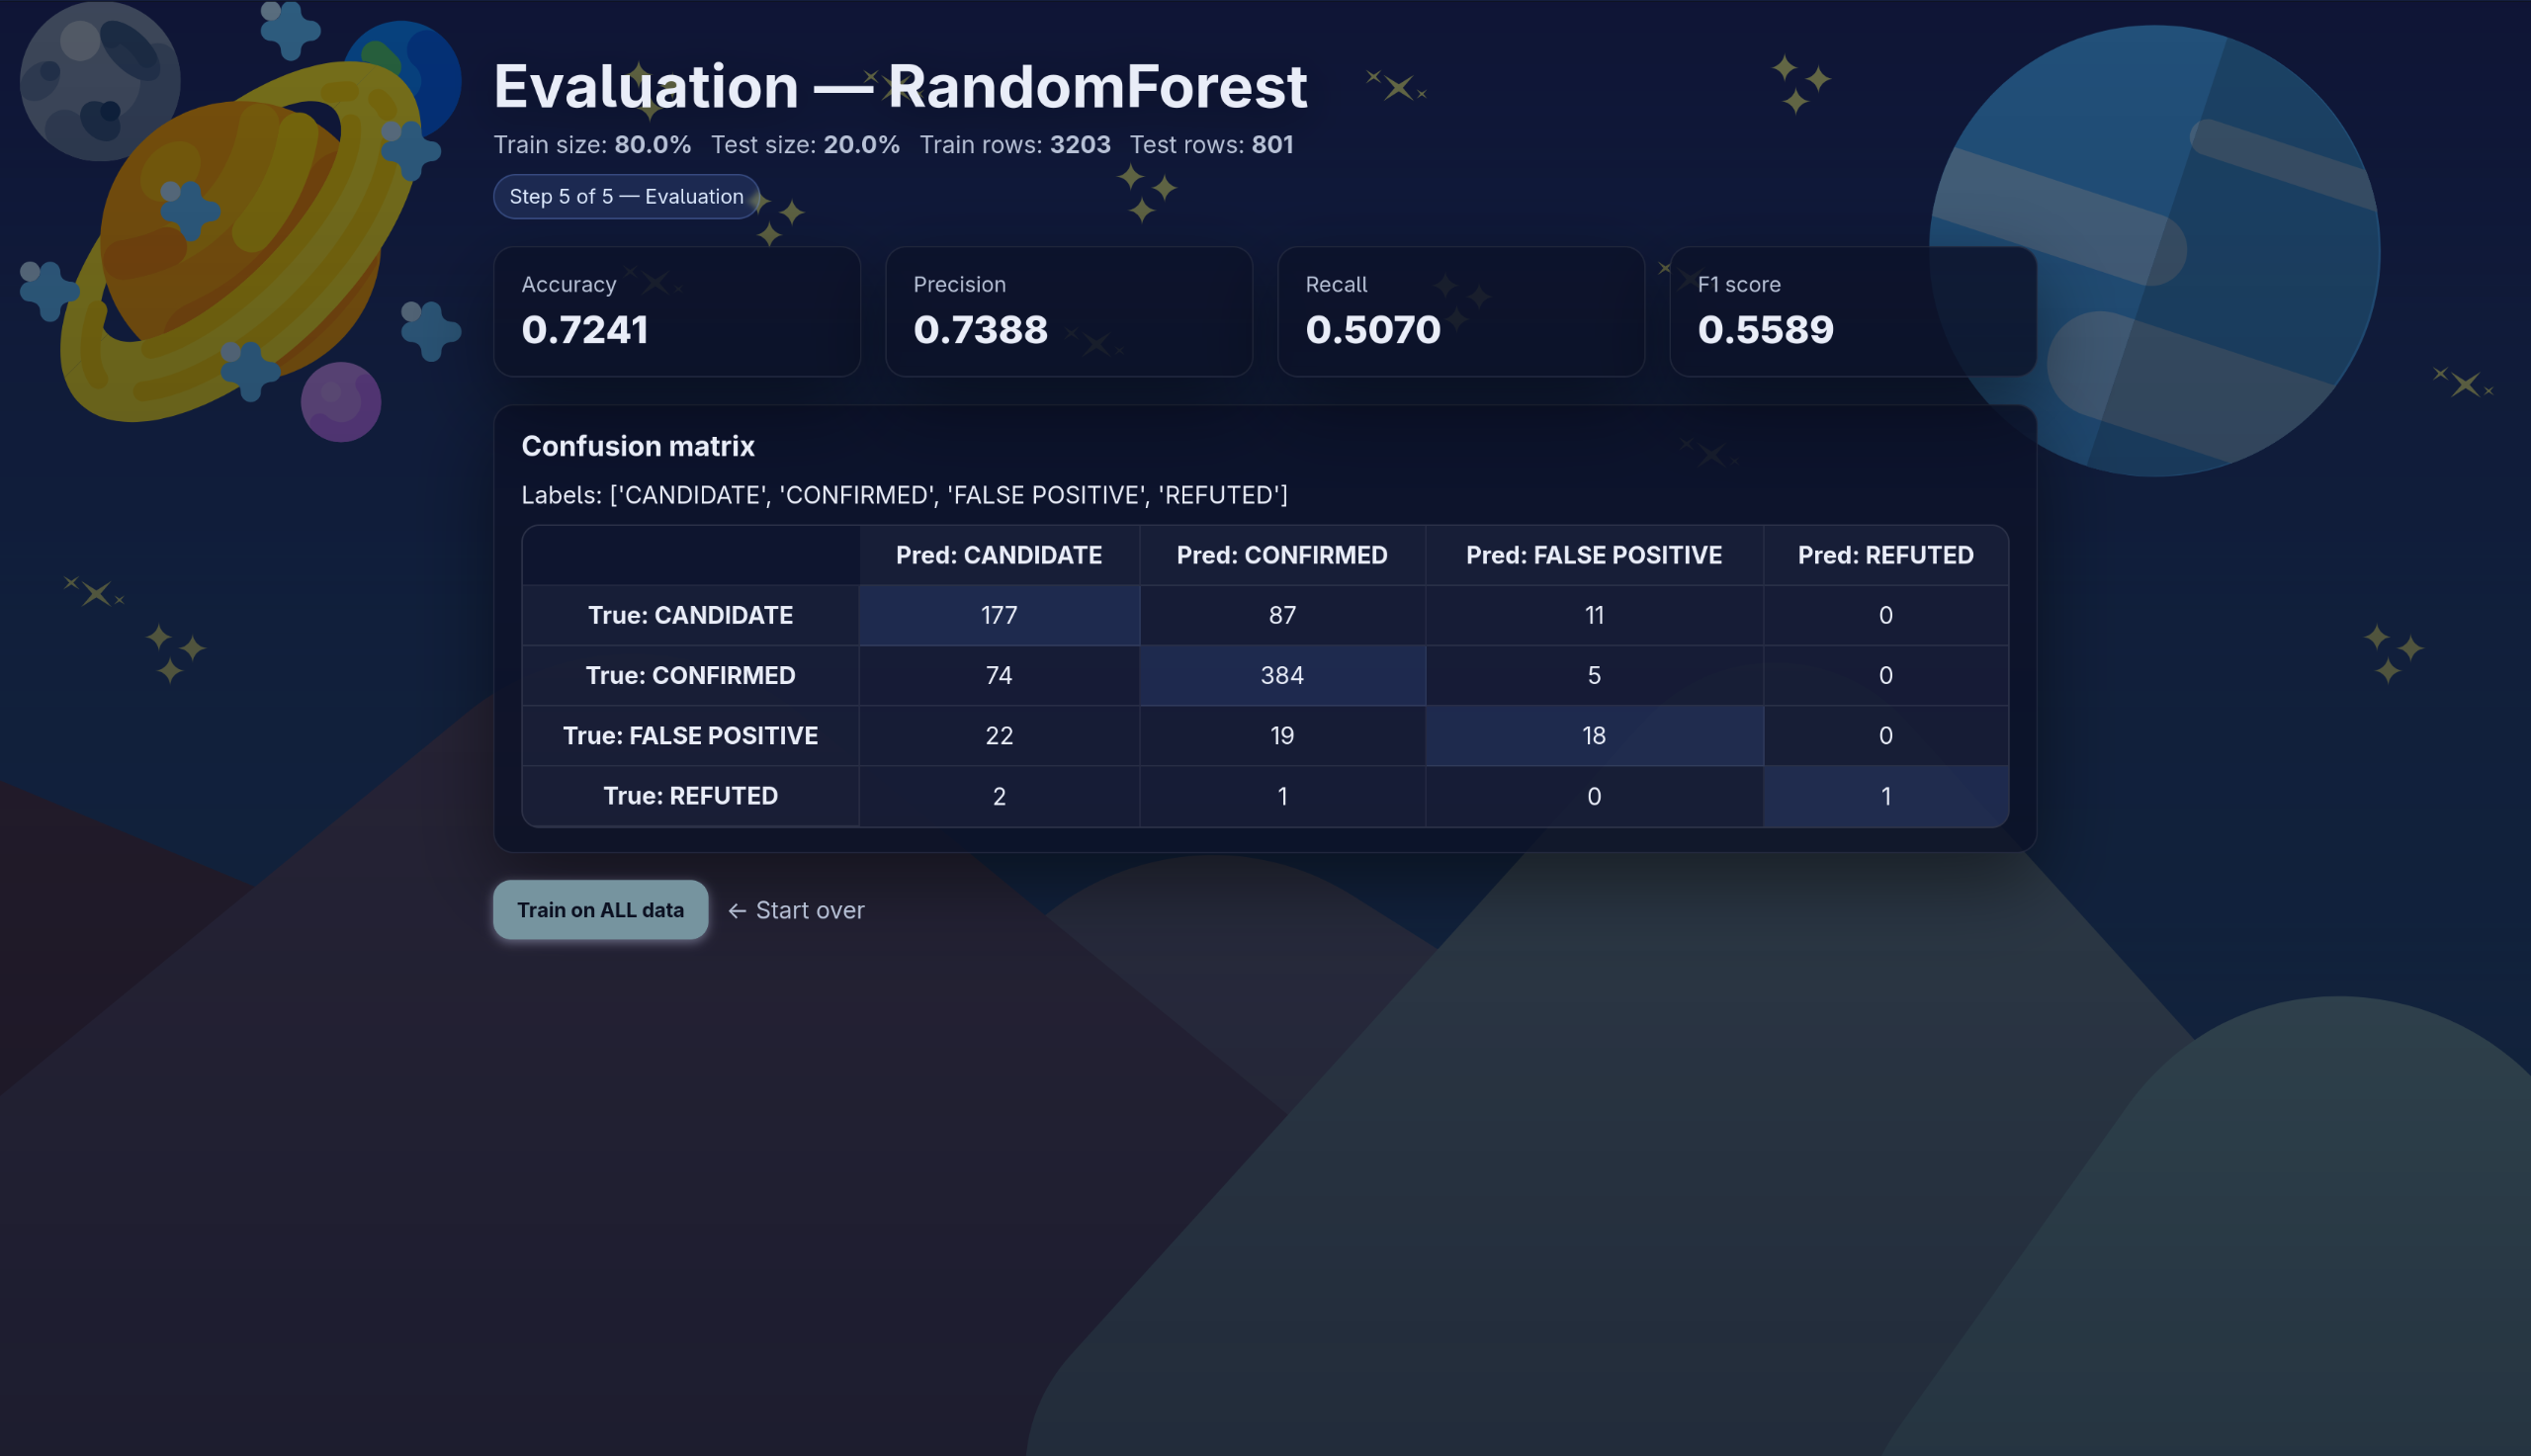 Evaluation — RandomForest
Train size: 80.0% Test size: 20.0% Train rows: 3203 Test rows: 801
Step 5 of 5 — Evaluation
Accuracy Precision Recall F1 score
0.7241 0.7388 0.5070 0.5589
Confusion matrix
Labels: ['CANDIDATE', 'CONFIRMED', 'FALSE POSITIVE', 'REFUTED']
Pred: CANDIDATE Pred: CONFIRMED Pred: FALSE POSITIVE Pred: REFUTED
True: CANDIDATE 177 87 11 0
True: CONFIRMED 74 384 5 0
True: FALSE POSITIVE 22 19 18 0
True: REFUTED 2 1 0 1
Train on ALL data ← Start over